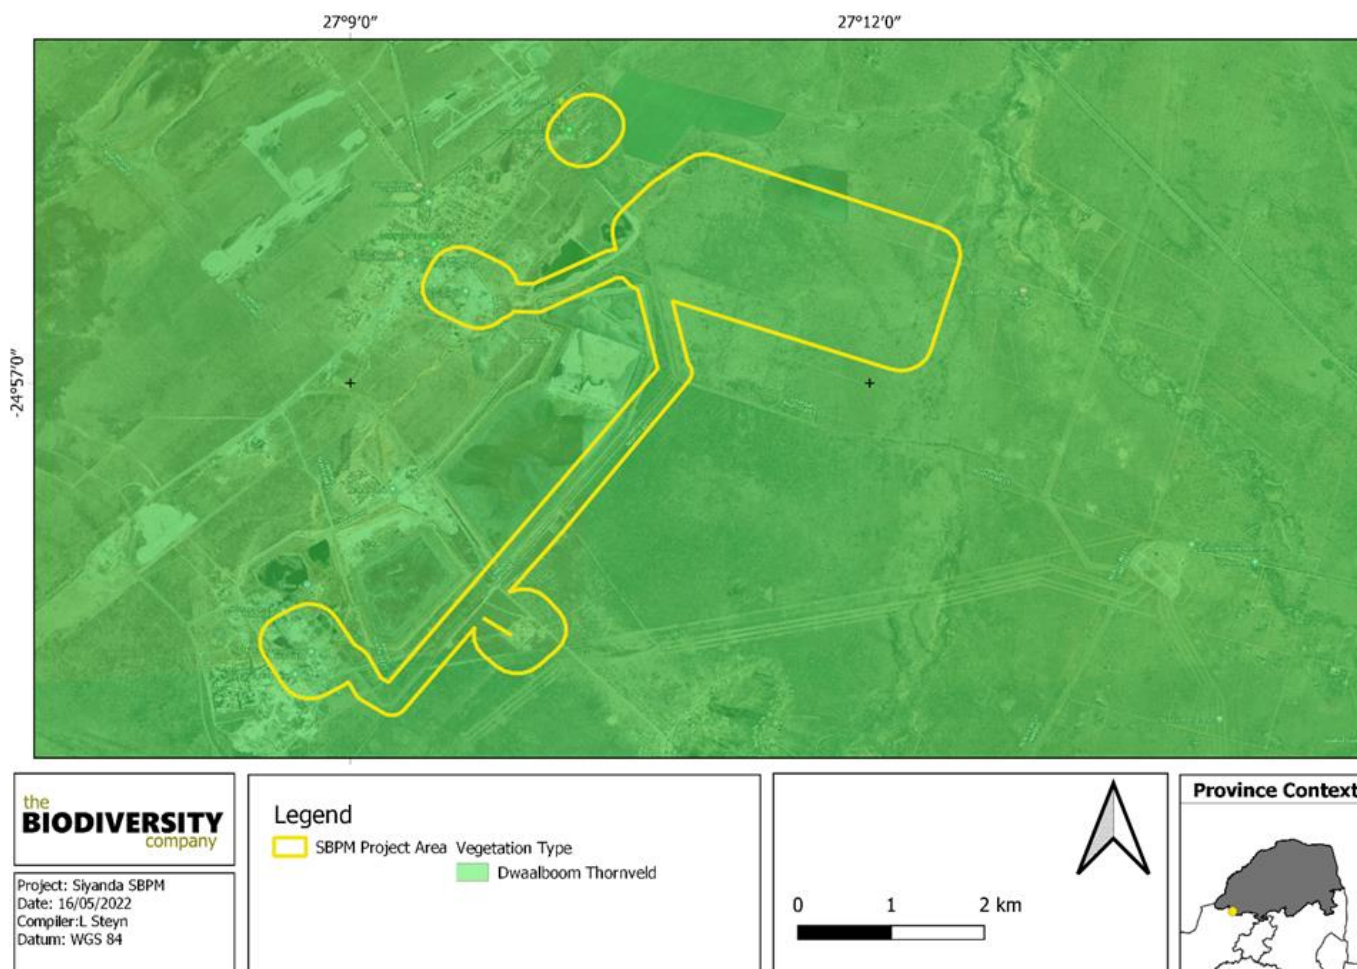 27°9′0″
27°12′0″
-24°57′0″
the
BIODIVERSITY
company
Project: Siyanda SBPM
Date: 16/05/2022
Compiler:L Steyn
Datum: WGS 84
Legend
SBPM Project Area
Vegetation Type
Dwaalboom Thornveld
0 1 2 km
Province Context